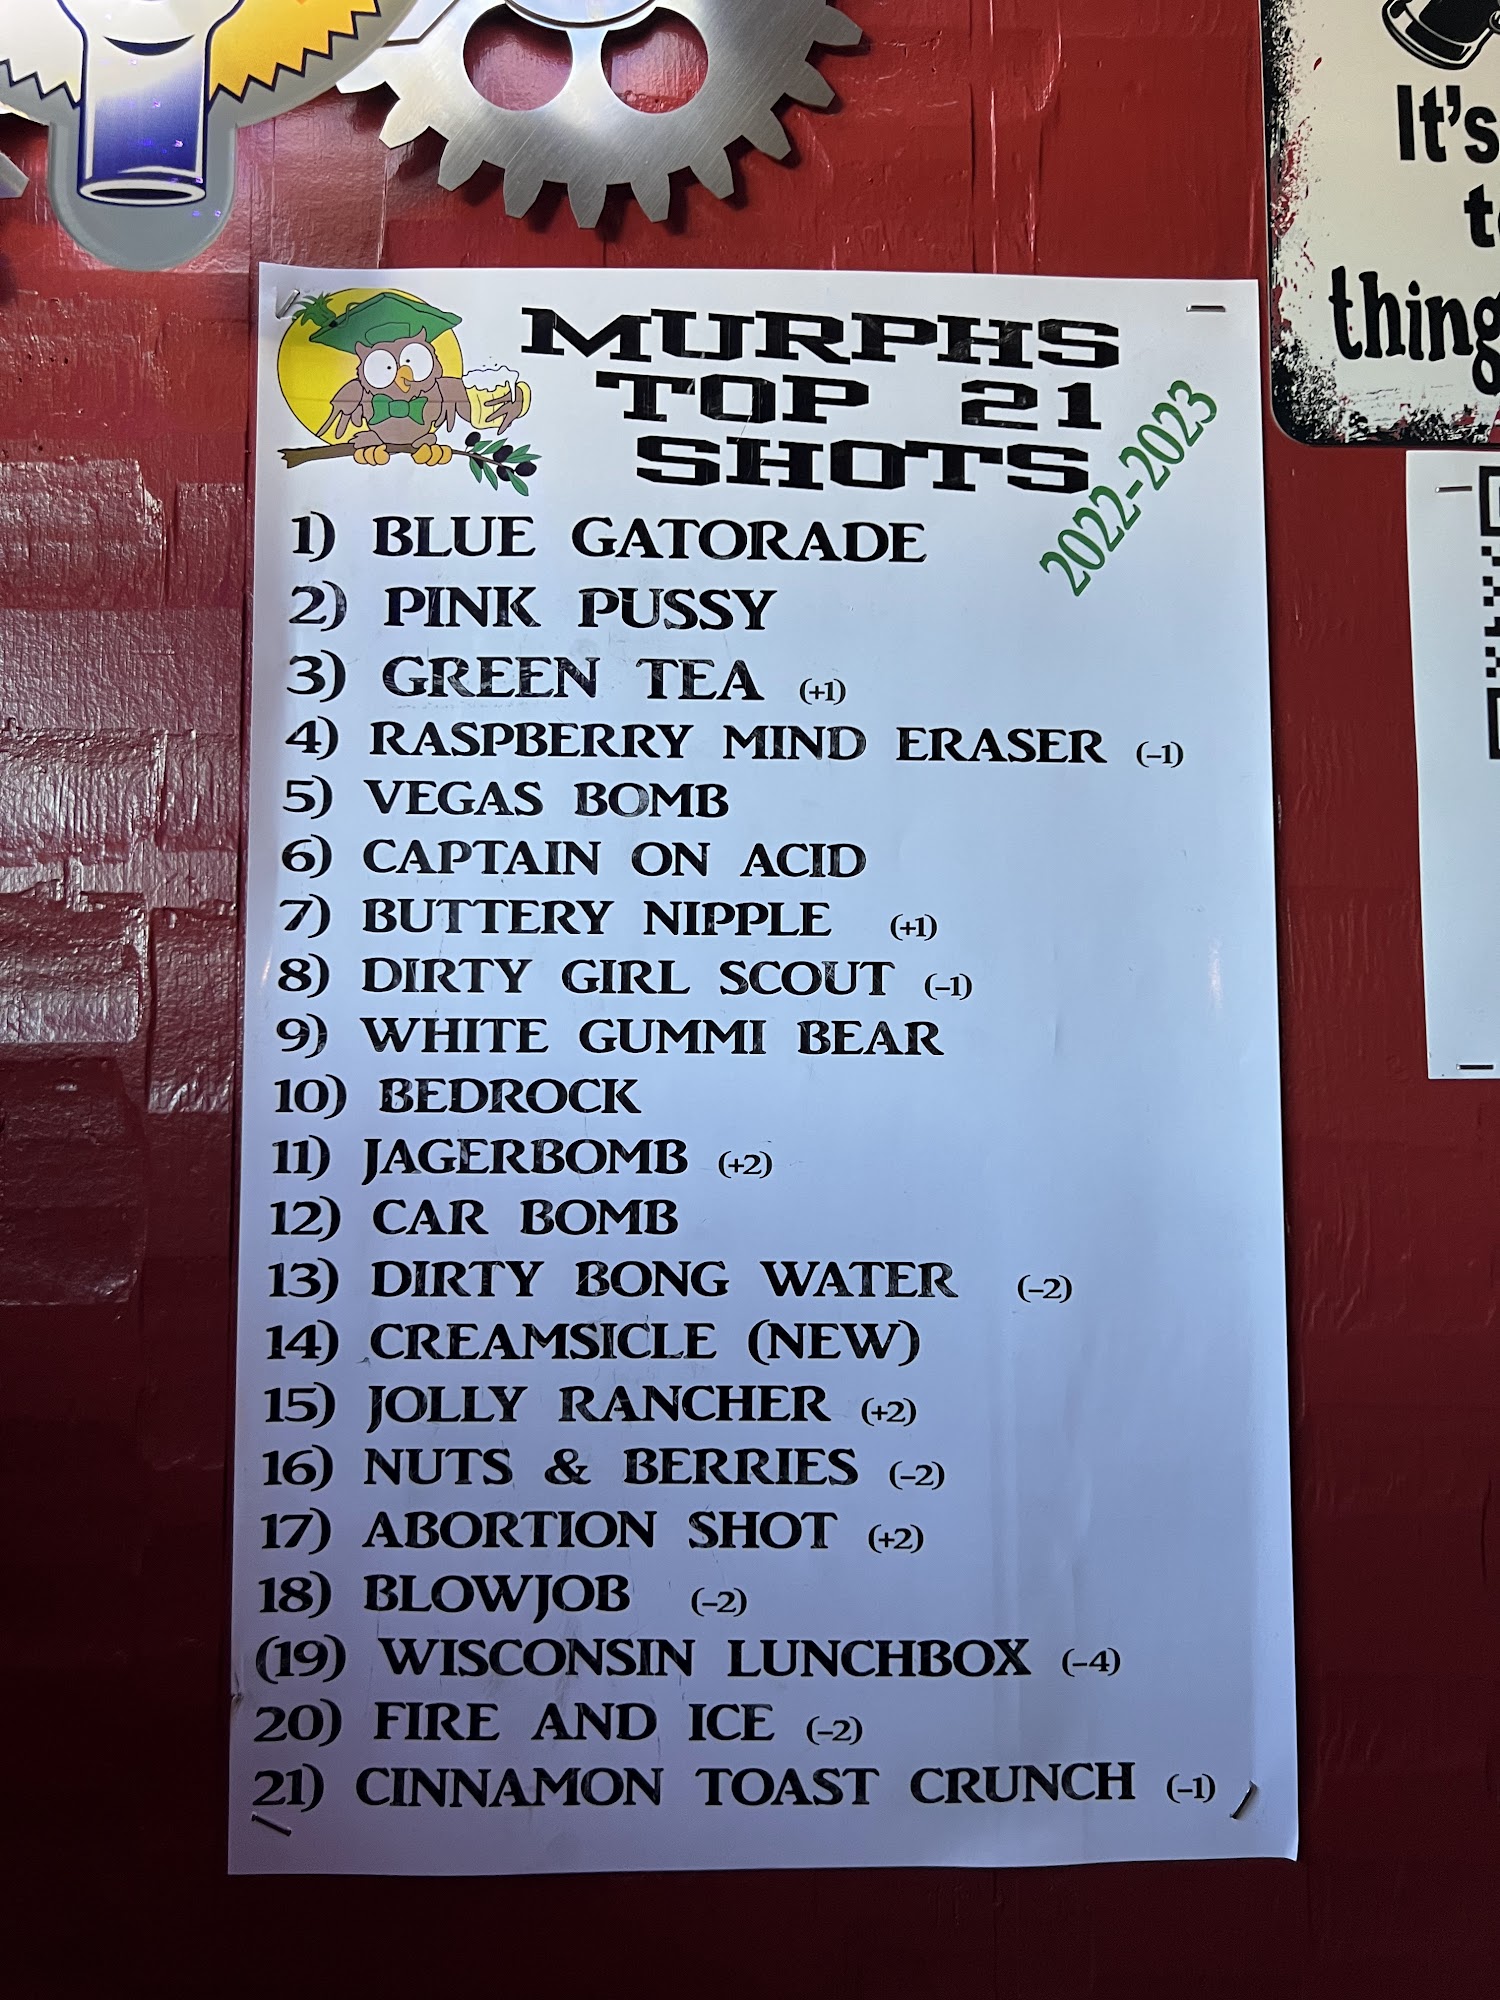 MURPHS
TOP 21
SHOTS
2022-2023
1) BLUE GATORADE
2) PINK PUSSY
3) GREEN TEA (+1)
4) RASPBERRY MIND ERASER (-1)
5) VEGAS BOMB
6) CAPTAIN ON ACID
7) BUTTERY NIPPLE (+1)
8) DIRTY GIRL SCOUT (-1)
9) WHITE GUMMI BEAR
10) BEDROCK
11) JAGERBOMB (+2)
12) CAR BOMB
13) DIRTY BONG WATER (-2)
14) CREAMSICLE (NEW)
15) JOLLY RANCHER (+2)
16) NUTS & BERRIES (-2)
17) ABORTION SHOT (+2)
18) BLOWJOB (-2)
(19) WISCONSIN LUNCHBOX (-4)
20) FIRE AND ICE (-2)
21) CINNAMON TOAST CRUNCH (-1)
It's